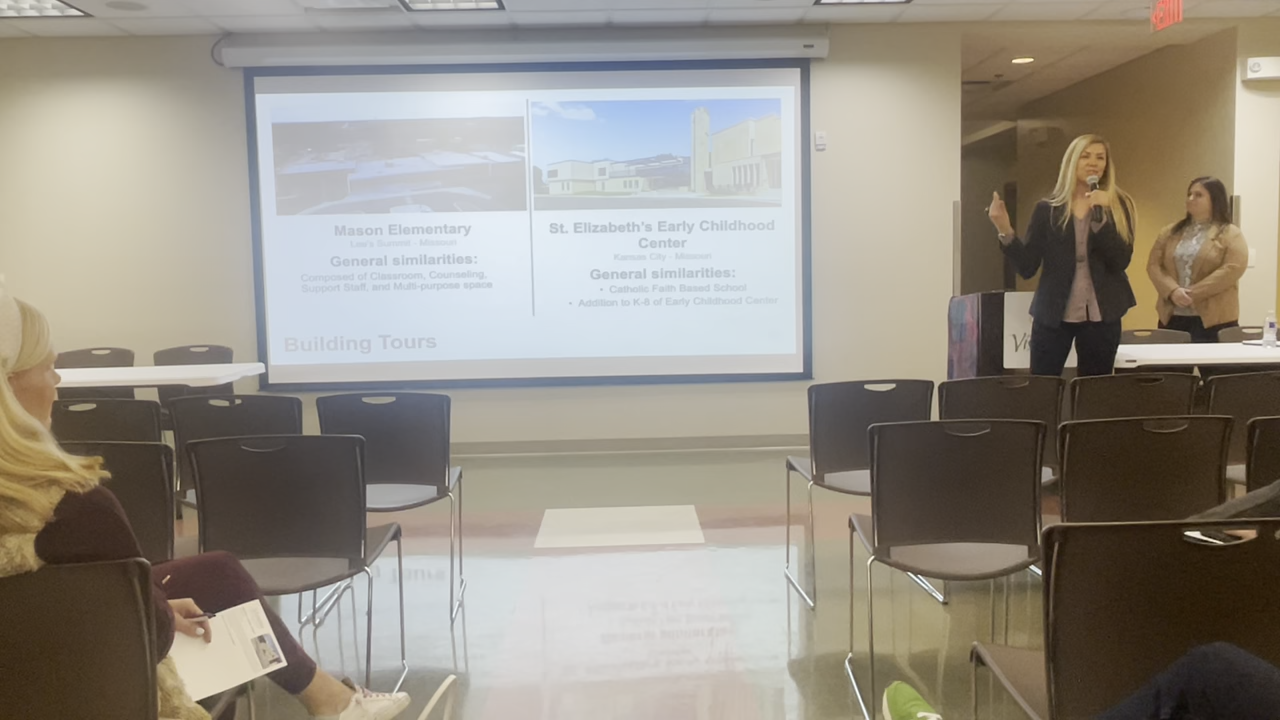 EXIT
Mason Elementary
Lee's Summit - Missouri
General similarities:
Composed of Classroom, Counseling,
Support Staff, and Multi-purpose space
St. Elizabeth's Early Childhood
Center
Kansas City - Missouri
General similarities:
• Catholic Faith Based School
• Addition to K-8 of Early Childhood Center
Building Tours